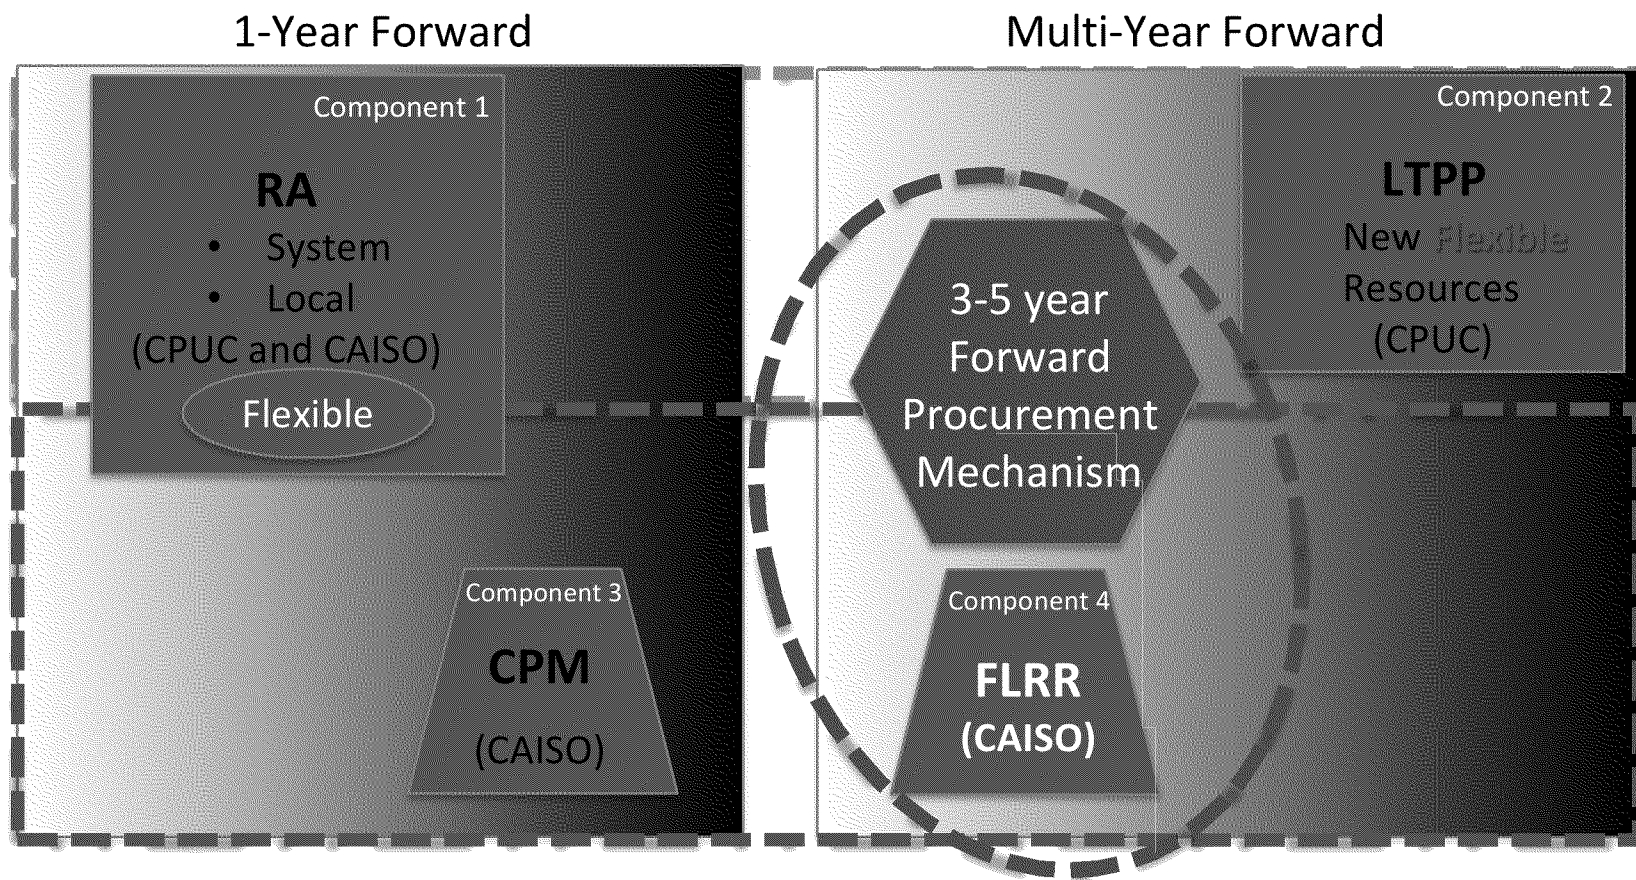 1-Year Forward
Multi-Year Forward
Component 1
RA
• System
• Local
(CPUC and CAISO)
Flexible
Component 2
LTPP
New Flexible
Resources
(CPUC)
3-5 year
Forward
Procurement
Mechanism
Component 3
CPM
(CAISO)
Component 4
FLRR
(CAISO)